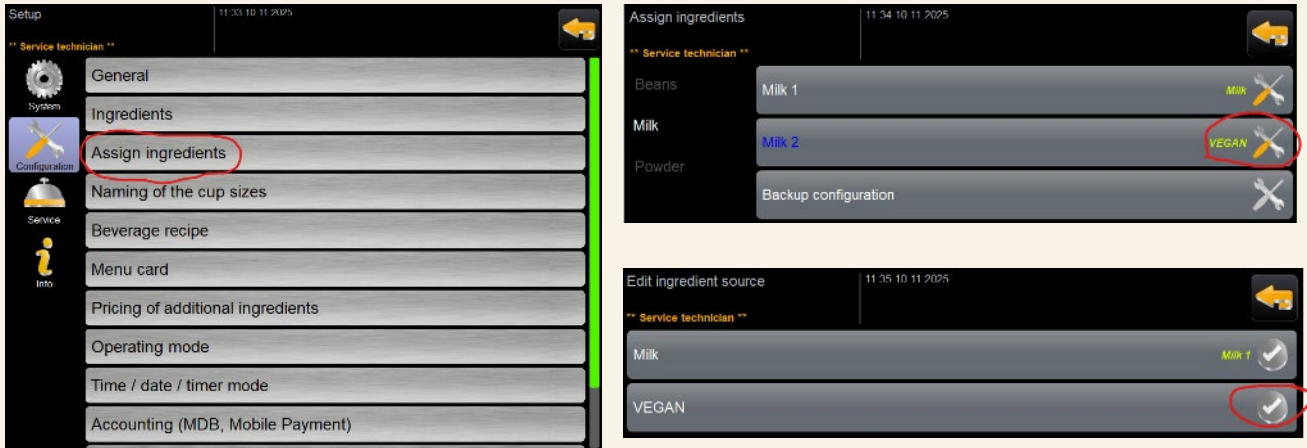 Setup
11:33 10 11 2025
** Service technician **
System
Configuration
Service
Info
General
Ingredients
Assign ingredients
Naming of the cup sizes
Beverage recipe
Menu card
Pricing of additional ingredients
Operating mode
Time / date / timer mode
Accounting (MDB, Mobile Payment)
Assign ingredients
11 34 10 11 2025
** Service technician **
Beans
Milk
Powder
Milk 1 Milk
Milk 2 VEGAN
Backup configuration
Edit ingredient source
11 35 10 11 2025
** Service technician **
Milk Milk 1
VEGAN